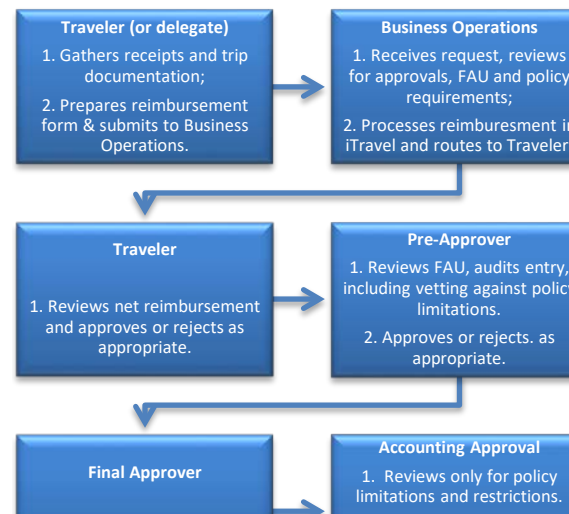 Traveler (or delegate)
1. Gathers receipts and trip
documentation;
2. Prepares reimbursement
form & submits to Business
Operations.
Business Operations
1. Receives request, reviews
for approvals, FAU and policy
requirements;
2. Processes reimburesment in
iTravel and routes to Traveler
Traveler
1. Reviews net reimbursement
and approves or rejects as
appropriate.
Pre-Approver
1. Reviews FAU, audits entry,
including vetting against policy
limitations.
2. Approves or rejects. as
appropriate.
Final Approver
Accounting Approval
1. Reviews only for policy
limitations and restrictions.